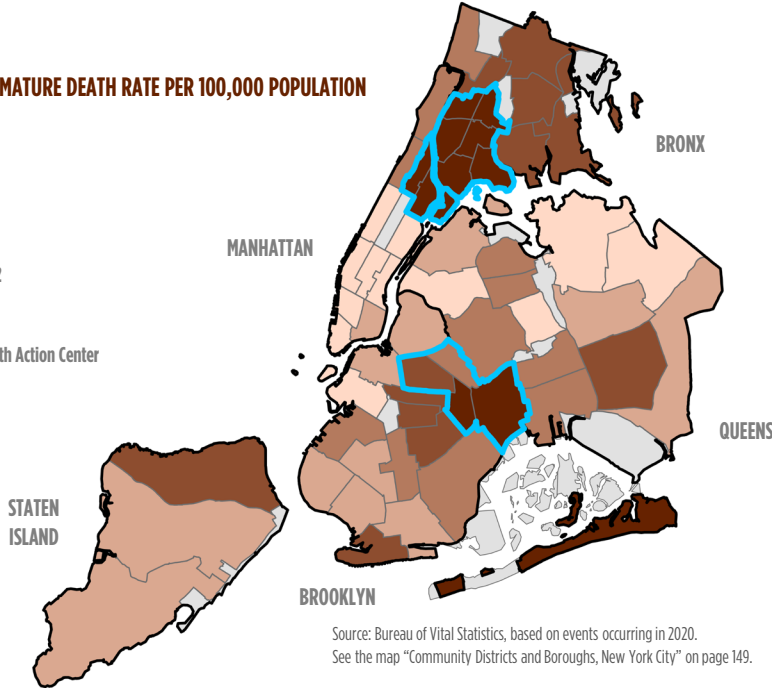 MATURE DEATH RATE PER 100,000 POPULATION
BRONX
MANHATTAN
th Action Center
QUEENS
STATEN
ISLAND
BROOKLYN
Source: Bureau of Vital Statistics, based on events occurring in 2020.
See the map “Community Districts and Boroughs, New York City” on page 149.